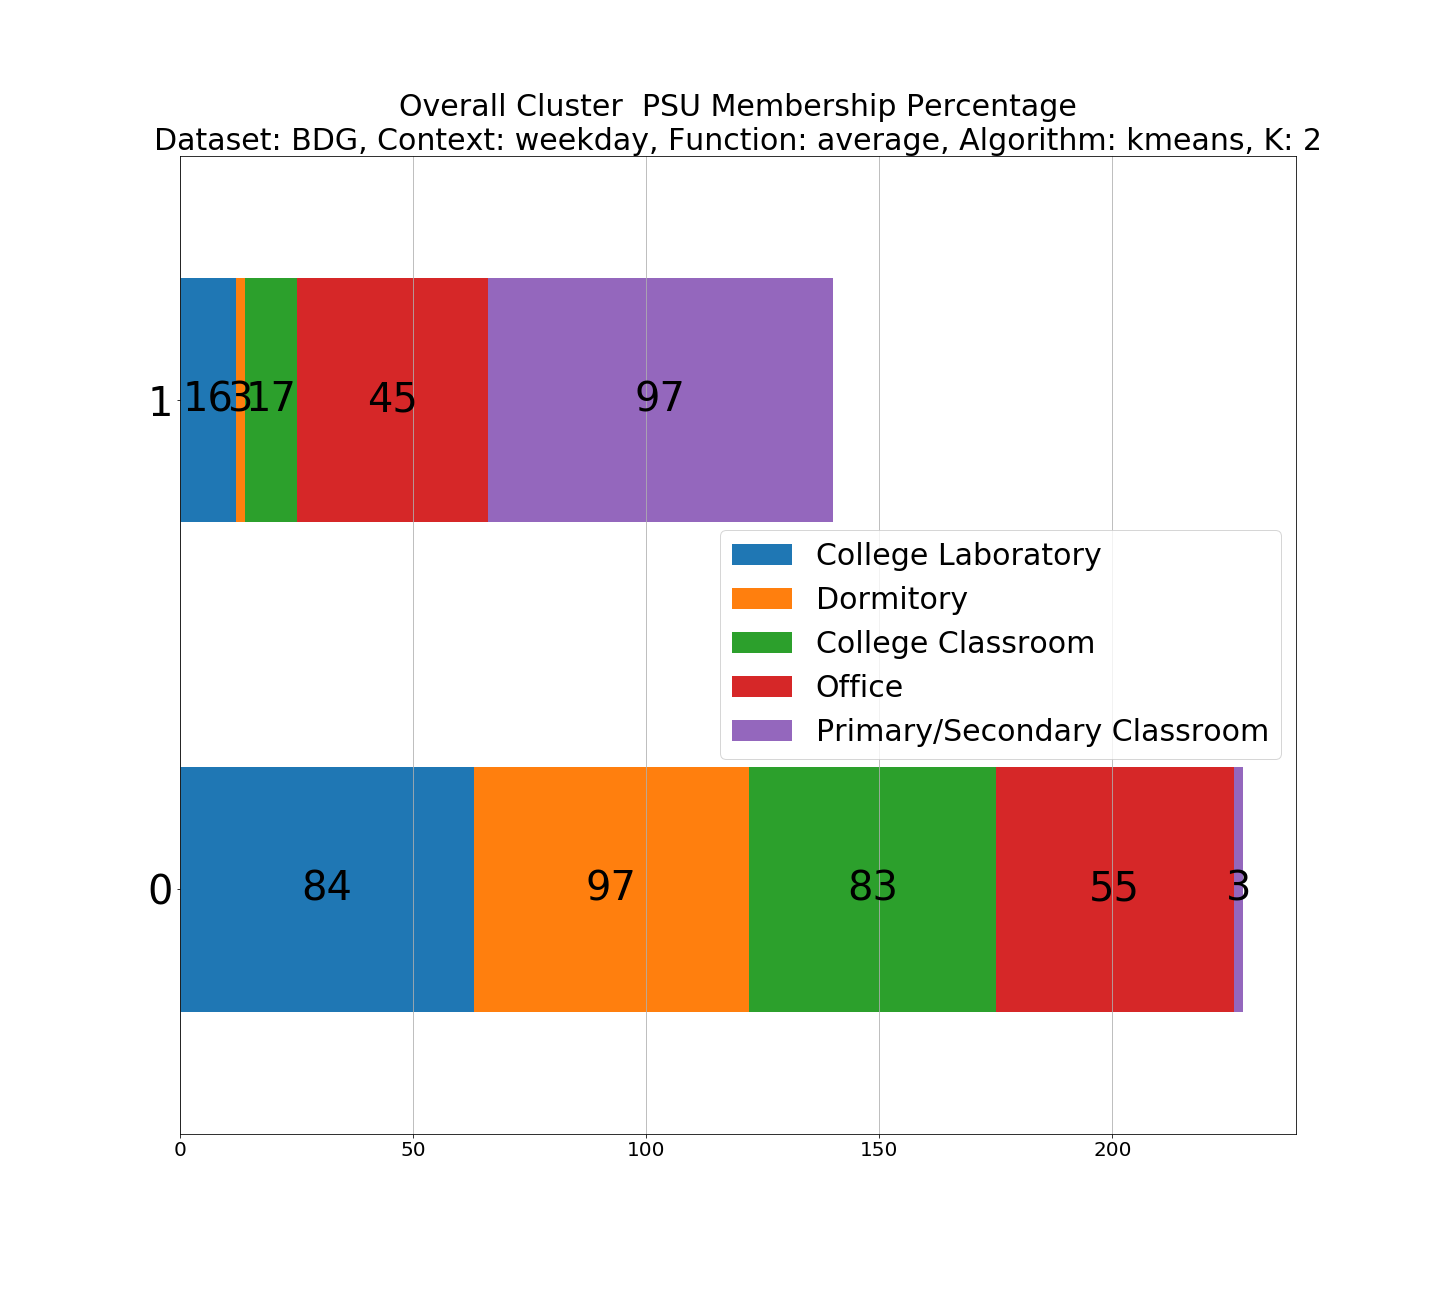 Overall Cluster  PSU Membership Percentage
Dataset: BDG, Context: weekday, Function: average, Algorithm: kmeans, K: 2
1
16 3 17 45 97
College Laboratory
Dormitory
College Classroom
Office
Primary/Secondary Classroom
0
84 97 83 55 3
0 50 100 150 200